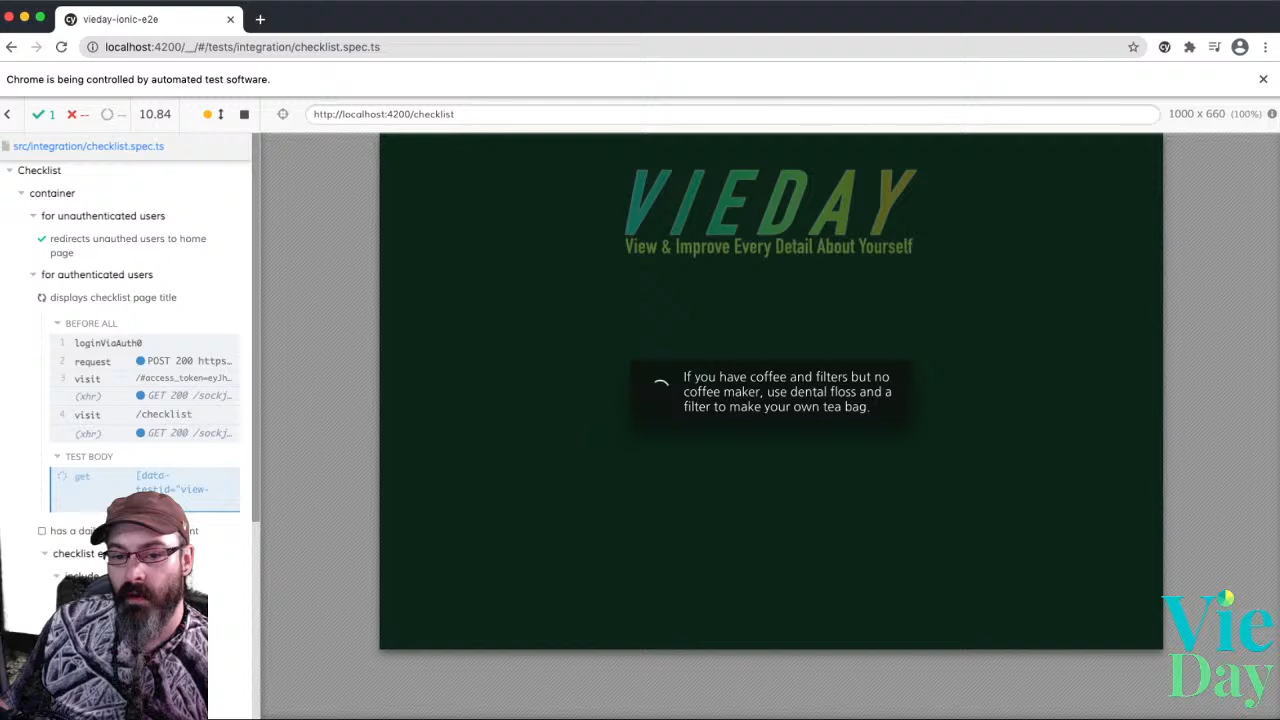 vieday-ionic-e2e
localhost:4200/__/#/tests/integration/checklist.spec.ts
Chrome is being controlled by automated test software.
1
--
--
10.84
http://localhost:4200/checklist
1000 x 660 (100%)
src/integration/checklist.spec.ts
Checklist
container
for unauthenticated users
redirects unauthed users to home
page
for authenticated users
displays checklist page title
BEFORE ALL
1 loginViaAuth0
2 request POST 200 https…
3 visit /#access_token=eyJh…
(xhr) GET 200 /sockj…
4 visit /checklist
(xhr) GET 200 /sockj…
TEST BODY
get [data-
testid="view-
has a
checklist
VIEDAY
View & Improve Every Detail About Yourself
If you have coffee and filters but no
coffee maker, use dental floss and a
filter to make your own tea bag.
Vie
Day